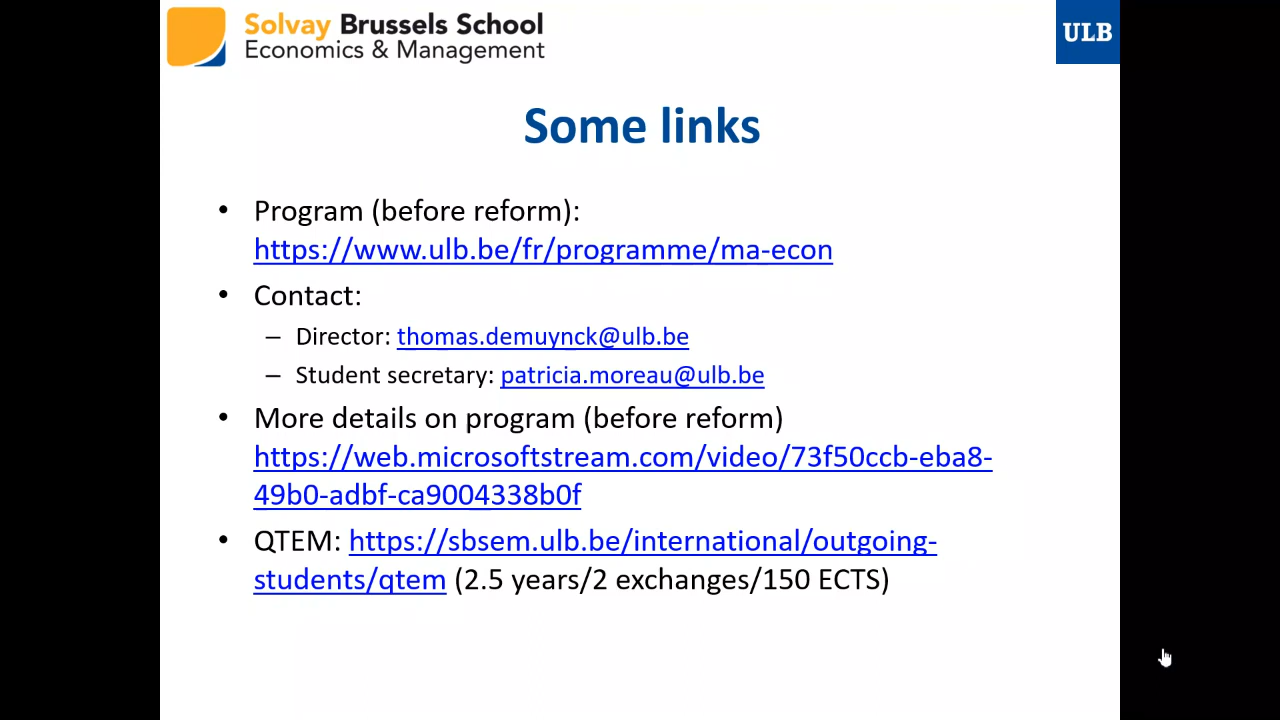 Solvay Brussels School
Economics & Management
ULB
Some links
• Program (before reform):
https://www.ulb.be/fr/programme/ma-econ
• Contact:
– Director: thomas.demuynck@ulb.be
– Student secretary: patricia.moreau@ulb.be
• More details on program (before reform)
https://web.microsoftstream.com/video/73f50ccb-eba8-
49b0-adbf-ca9004338b0f
• QTEM: https://sbsem.ulb.be/international/outgoing-
students/qtem (2.5 years/2 exchanges/150 ECTS)